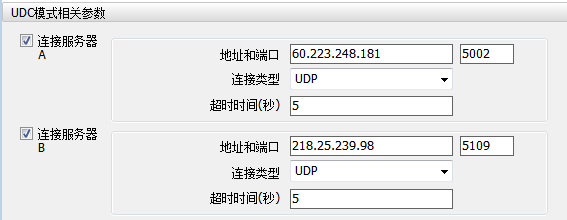 UDC模式相关参数
连接服务器
A
地址和端口 60.223.248.181 5002
连接类型 UDP
超时时间(秒) 5
连接服务器
B
地址和端口 218.25.239.98 5109
连接类型 UDP
超时时间(秒) 5